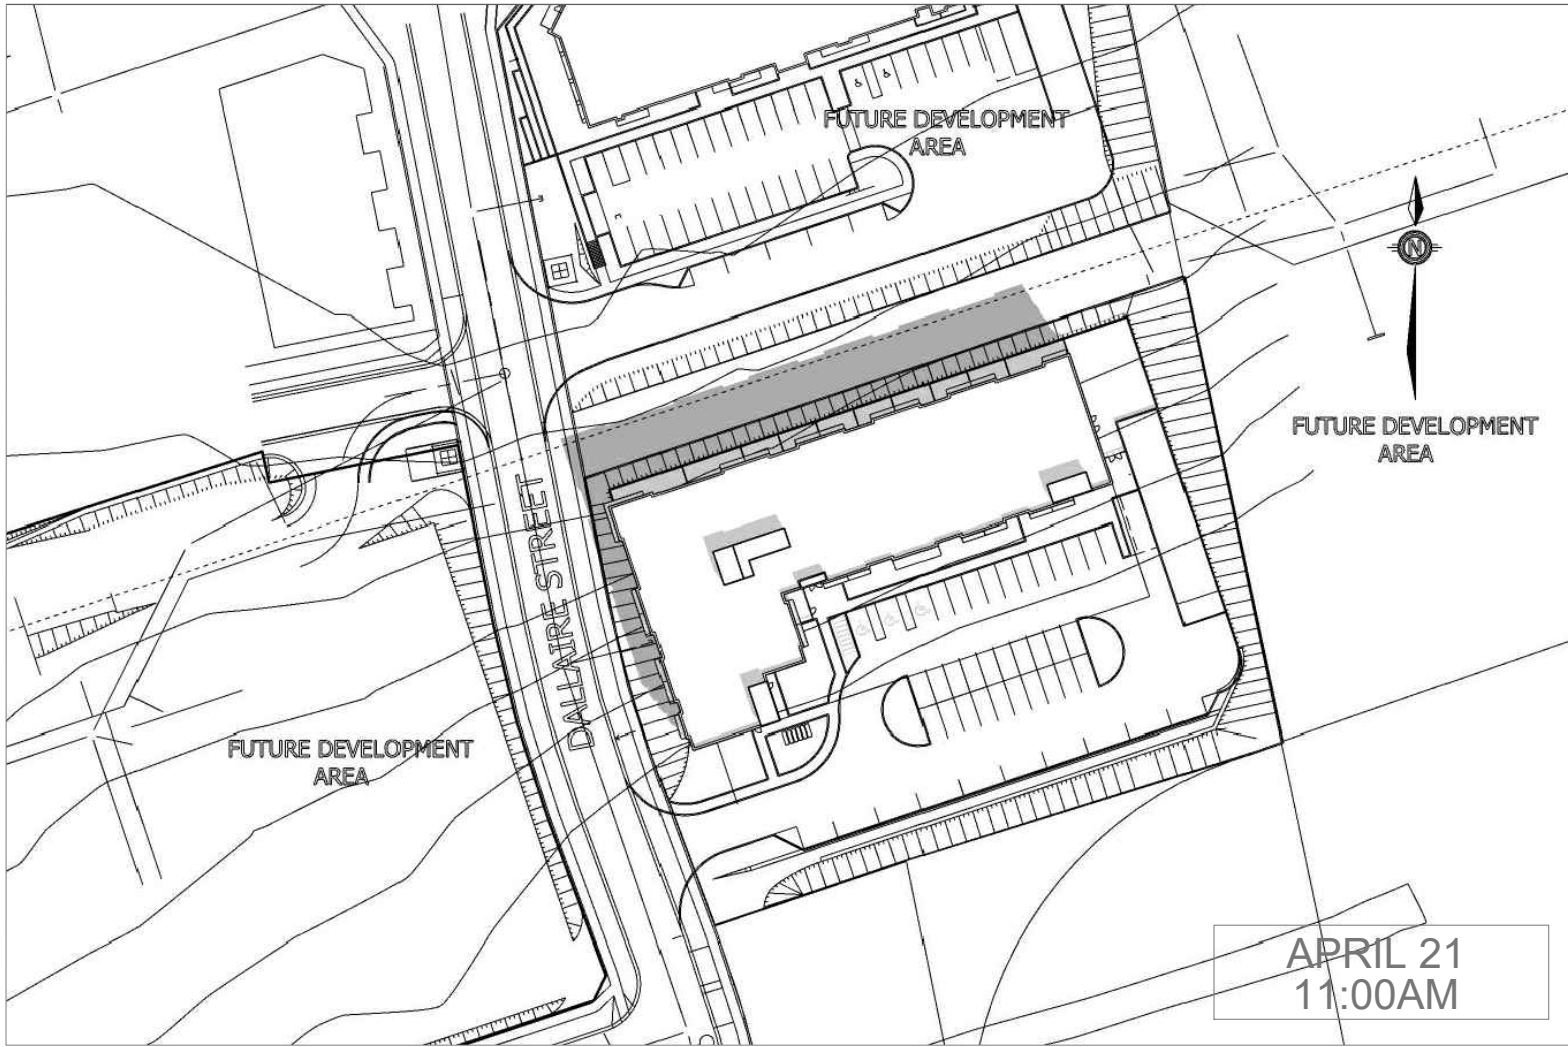 FUTURE DEVELOPMENT
AREA
N
FUTURE DEVELOPMENT
AREA
DALLAIRE STREET
FUTURE DEVELOPMENT
AREA
APRIL 21
11:00AM